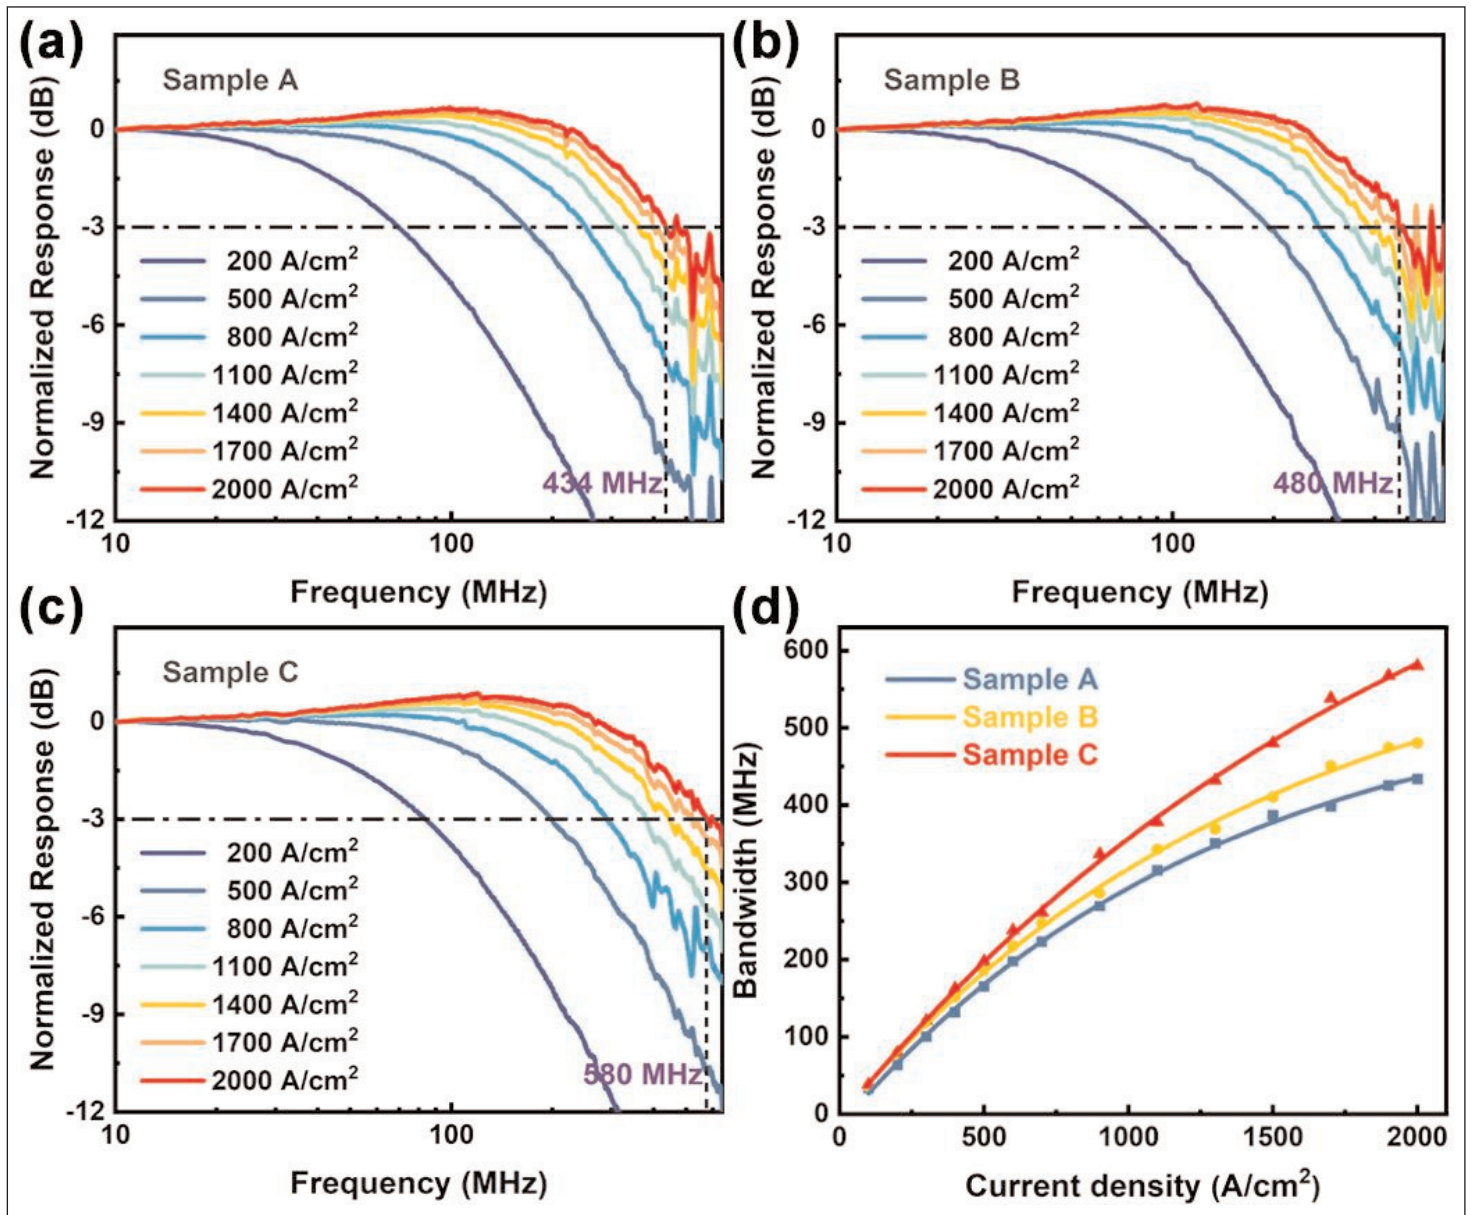 (a)
Sample A
Normalized Response (dB)
0
-3
-6
-9
-12
200 A/cm²
500 A/cm²
800 A/cm²
1100 A/cm²
1400 A/cm²
1700 A/cm²
2000 A/cm²
434 MHz
10
100
Frequency (MHz)
(b)
Sample B
Normalized Response (dB)
0
-3
-6
-9
-12
200 A/cm²
500 A/cm²
800 A/cm²
1100 A/cm²
1400 A/cm²
1700 A/cm²
2000 A/cm²
480 MHz
10
100
Frequency (MHz)
(c)
Sample C
Normalized Response (dB)
0
-3
-6
-9
-12
200 A/cm²
500 A/cm²
800 A/cm²
1100 A/cm²
1400 A/cm²
1700 A/cm²
2000 A/cm²
580 MHz
10
100
Frequency (MHz)
(d)
Bandwidth (MHz)
600
500
400
300
200
100
0
Sample A
Sample B
Sample C
0
500
1000
1500
2000
Current density (A/cm²)